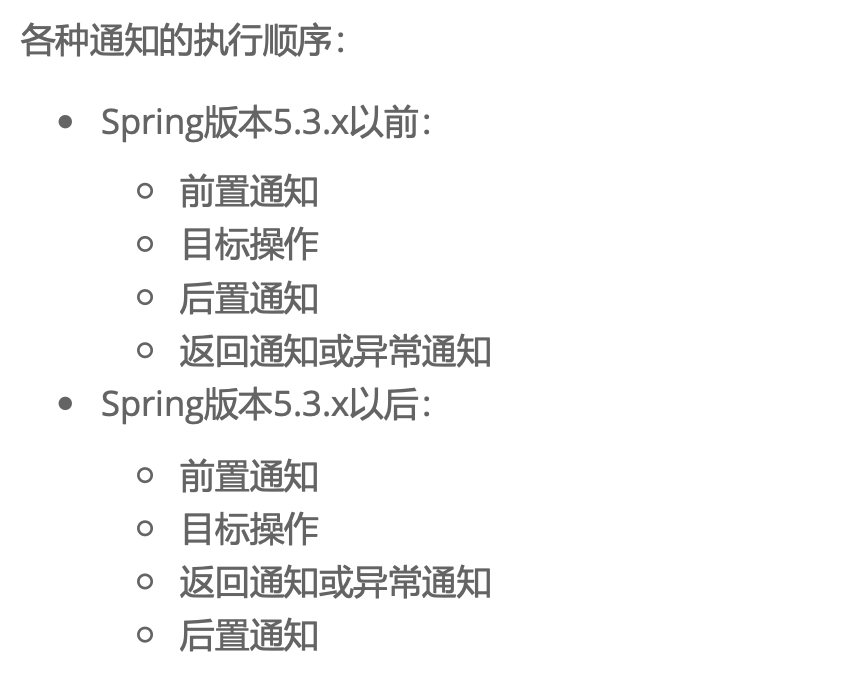 各种通知的执行顺序：
Spring版本5.3.x以前：
前置通知
目标操作
后置通知
返回通知或异常通知
Spring版本5.3.x以后：
前置通知
目标操作
返回通知或异常通知
后置通知